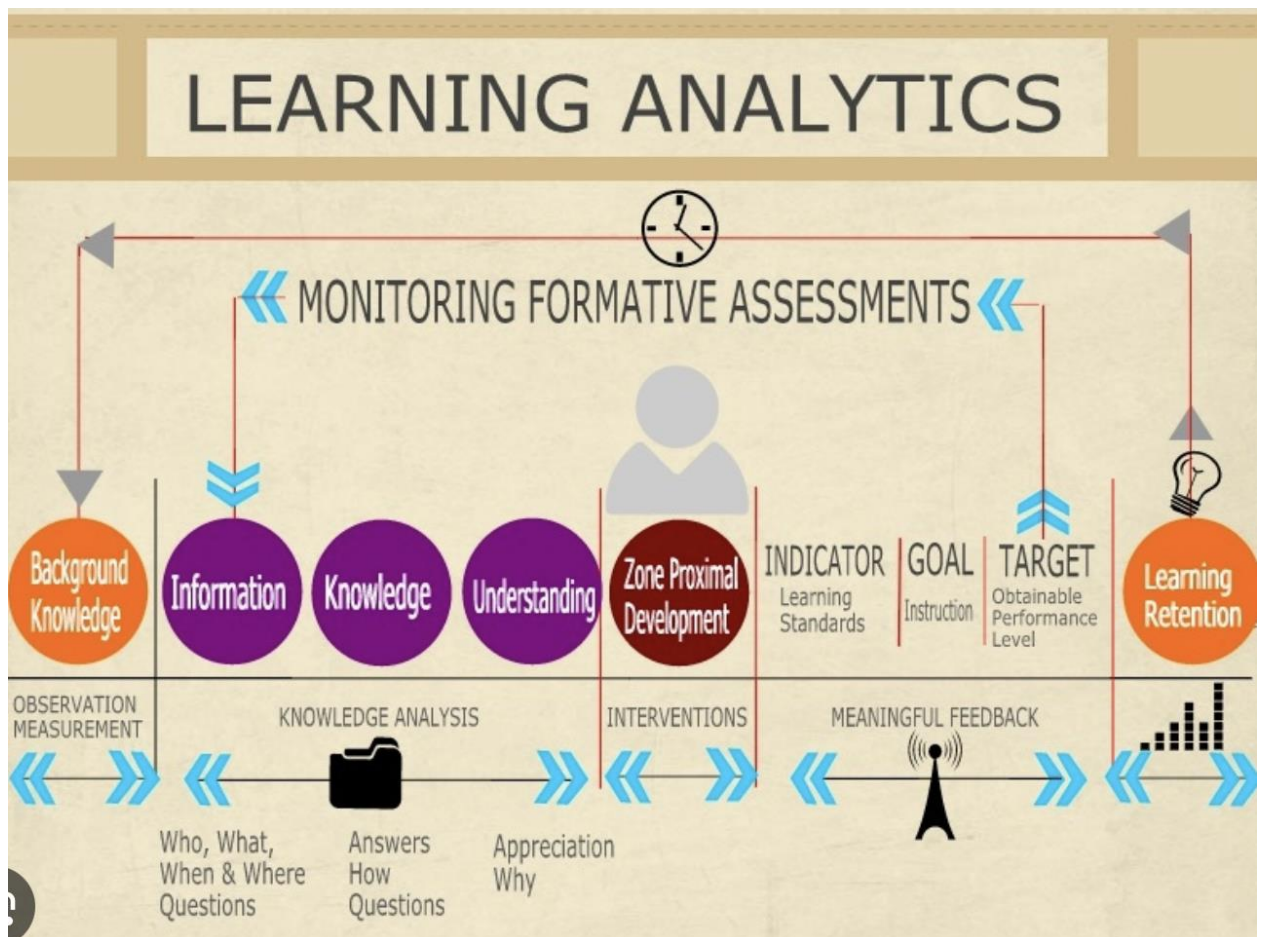 LEARNING ANALYTICS
MONITORING FORMATIVE ASSESSMENTS
Background
Knowledge
Information
Knowledge
Understanding
Zone Proximal
Development
INDICATOR
Learning
Standards
GOAL
Instruction
TARGET
Obtainable
Performance
Level
Learning
Retention
OBSERVATION
MEASUREMENT
KNOWLEDGE ANALYSIS
INTERVENTIONS
MEANINGFUL FEEDBACK
Who, What,
When & Where
Questions
Answers
How
Questions
Appreciation
Why